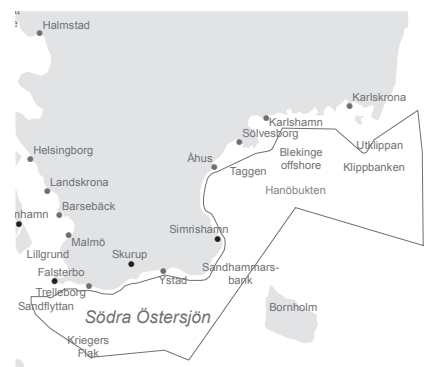 Halmstad
Karlskrona
Karlshamn
Sölvesborg
Utklippan
Blekinge
offshore
Helsingborg
Åhus
Taggen
Klippbanken
Landskrona
Hanöbukten
Barsebäck
nhamn
Simrishamn
Malmö
Lillgrund
Skurup
Falsterbo
Sandhammars-
bank
Ystad
Trelleborg
Sandflyttan
Bornholm
Södra Östersjön
Kriegers
Flak